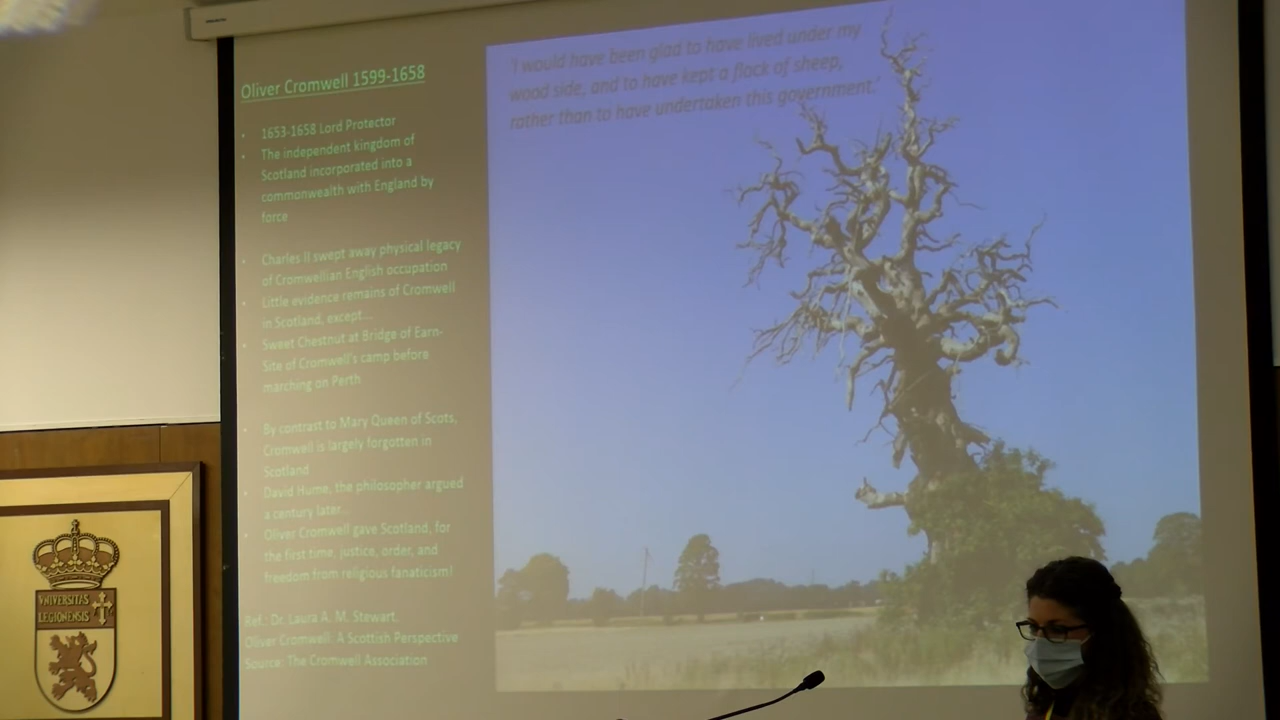 Oliver Cromwell 1599-1658
1653-1658 Lord Protector
The independent kingdom of
Scotland incorporated into a
commonwealth with England by
force
Charles II swept away physical legacy
of Cromwellian English occupation
Little evidence remains of Cromwell
in Scotland, except...
Sweet Chestnut at Bridge of Earn-
Site of Cromwell's camp before
marching on Perth
By contrast to Mary Queen of Scots,
Cromwell is largely forgotten in
Scotland
David Hume, the philosopher argued
a century later...
Oliver Cromwell gave Scotland, for
the first time, justice, order, and
freedom from religious fanaticism!
Ref.: Dr. Laura A. M. Stewart.
Oliver Cromwell: A Scottish Perspective
Source: The Cromwell Association
'I would have been glad to have lived under my
wood side, and to have kept a flock of sheep,
rather than to have undertaken this government.'
VNIVERSITAS
LEGIONENSIS